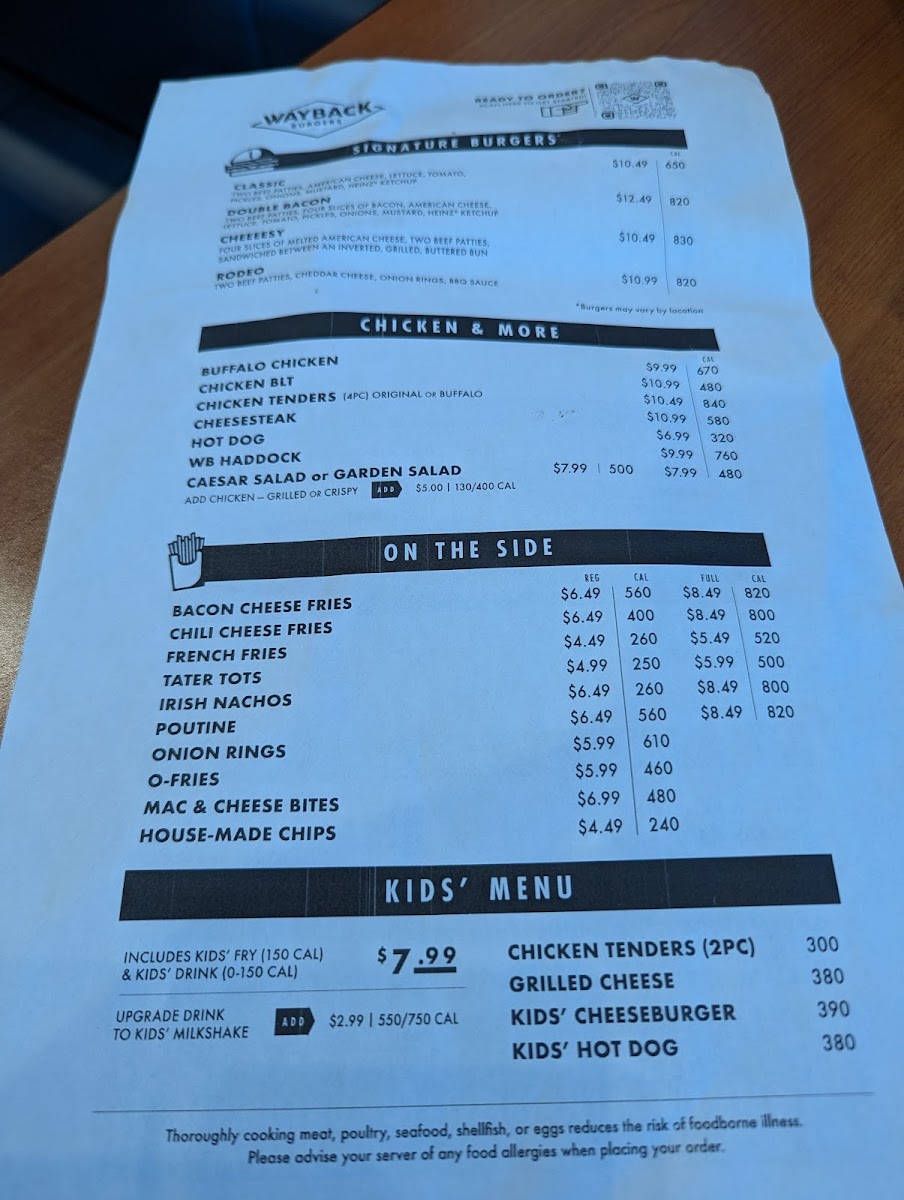 WAYBACK
BURGERS
READY TO ORDER?
SIGNATURE BURGERS*
CAL
CLASSIC $10.49 650
TWO BEEF PATTIES, AMERICAN CHEESE, LETTUCE, TOMATO,
PICKLES, ONIONS, MUSTARD, HEINZ® KETCHUP
DOUBLE BACON $12.49 820
TWO BEEF PATTIES, FOUR SLICES OF BACON, AMERICAN CHEESE,
LETTUCE, TOMATO, PICKLES, ONIONS, MUSTARD, HEINZ® KETCHUP
CHEEEESY $10.49 830
FOUR SLICES OF MELTED AMERICAN CHEESE, TWO BEEF PATTIES,
SANDWICHED BETWEEN AN INVERTED, GRILLED, BUTTERED BUN
RODEO $10.99 820
TWO BEEF PATTIES, CHEDDAR CHEESE, ONION RINGS, BBQ SAUCE
*Burgers may vary by location
CHICKEN & MORE
CAL
BUFFALO CHICKEN $9.99 670
CHICKEN BLT $10.99 480
CHICKEN TENDERS (4PC) ORIGINAL OR BUFFALO $10.49 840
CHEESESTEAK $10.99 580
HOT DOG $6.99 320
WB HADDOCK $9.99 760
CAESAR SALAD or GARDEN SALAD $7.99 | 500 $7.99 480
ADD CHICKEN – GRILLED OR CRISPY ADD $5.00 | 130/400 CAL
ON THE SIDE
REG CAL FULL CAL
BACON CHEESE FRIES $6.49 560 $8.49 820
CHILI CHEESE FRIES $6.49 400 $8.49 800
FRENCH FRIES $4.49 260 $5.49 520
TATER TOTS $4.99 250 $5.99 500
IRISH NACHOS $6.49 260 $8.49 800
POUTINE $6.49 560 $8.49 820
ONION RINGS $5.99 610
O-FRIES $5.99 460
MAC & CHEESE BITES $6.99 480
HOUSE-MADE CHIPS $4.49 240
KIDS' MENU
INCLUDES KIDS' FRY (150 CAL)
& KIDS' DRINK (0-150 CAL)
$7.99
UPGRADE DRINK
TO KIDS' MILKSHAKE
ADD $2.99 | 550/750 CAL
CHICKEN TENDERS (2PC) 300
GRILLED CHEESE 380
KIDS' CHEESEBURGER 390
KIDS' HOT DOG 380
Thoroughly cooking meat, poultry, seafood, shellfish, or eggs reduces the risk of foodborne illness.
Please advise your server of any food allergies when placing your order.